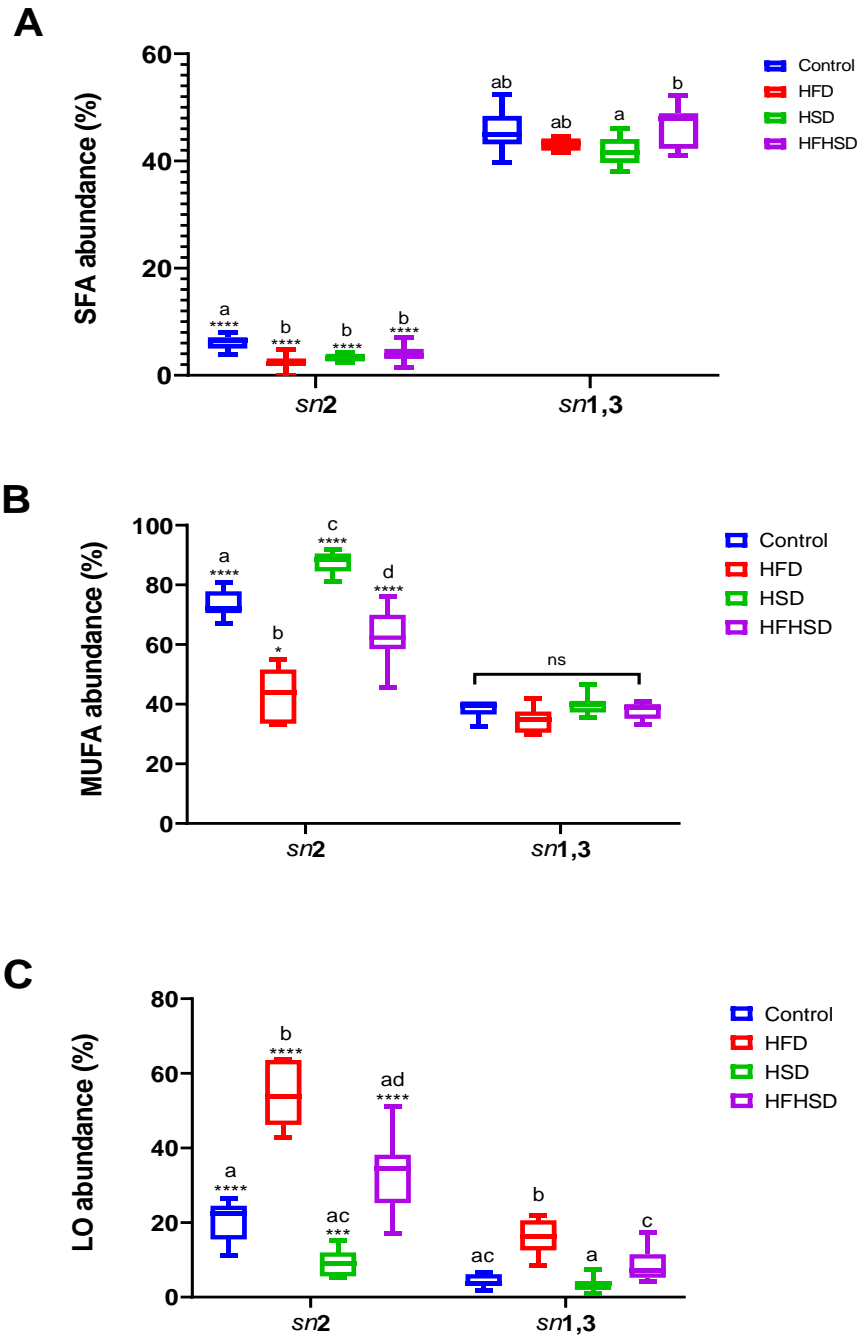 A
SFA abundance (%)
60
40
20
0
a
****
b
****
b
****
b
****
ab
ab
a
b
sn2
sn1,3
Control
HFD
HSD
HFHSD
B
MUFA abundance (%)
100
80
60
40
20
0
a
****
b
*
c
****
d
****
ns
sn2
sn1,3
Control
HFD
HSD
HFHSD
C
LO abundance (%)
80
60
40
20
0
a
****
b
****
ac
***
ad
****
ac
b
a
c
sn2
sn1,3
Control
HFD
HSD
HFHSD